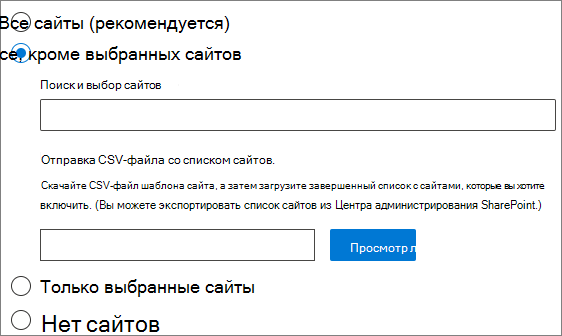 Все сайты (рекомендуется)
се, кроме выбранных сайтов
Поиск и выбор сайтов
Отправка CSV-файла со списком сайтов.
Скачайте CSV-файл шаблона сайта, а затем загрузите завершенный список с сайтами, которые вы хотите
включить. (Вы можете экспортировать список сайтов из Центра администрирования SharePoint.)
Просмотр л
Только выбранные сайты
Нет сайтов